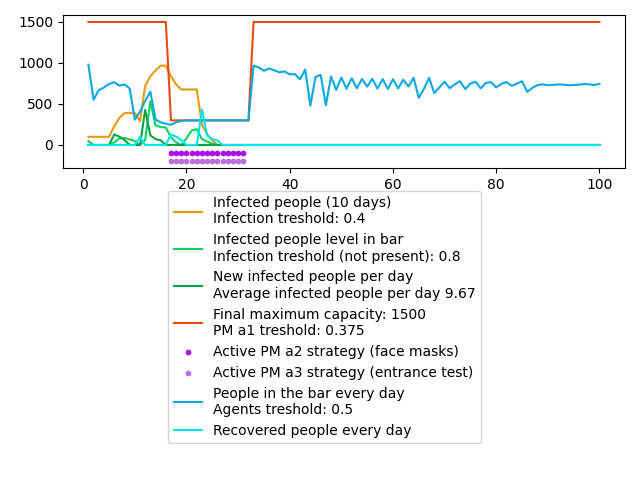 1500
1000
500
0
0 20 40 60 80 100
Infected people (10 days)
Infection treshold: 0.4
Infected people level in bar
Infection treshold (not present): 0.8
New infected people per day
Average infected people per day 9.67
Final maximum capacity: 1500
PM a1 treshold: 0.375
Active PM a2 strategy (face masks)
Active PM a3 strategy (entrance test)
People in the bar every day
Agents treshold: 0.5
Recovered people every day